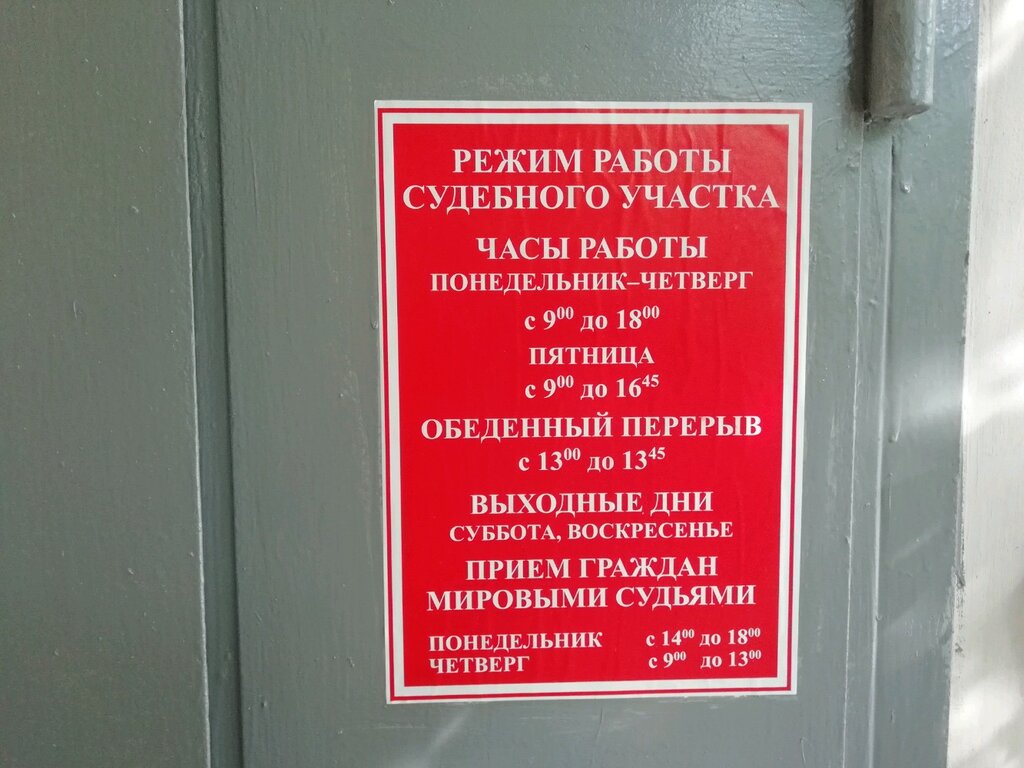 РЕЖИМ РАБОТЫ
СУДЕБНОГО УЧАСТКА
ЧАСЫ РАБОТЫ
ПОНЕДЕЛЬНИК–ЧЕТВЕРГ
с 9⁰⁰ до 18⁰⁰
ПЯТНИЦА
с 9⁰⁰ до 16⁴⁵
ОБЕДЕННЫЙ ПЕРЕРЫВ
с 13⁰⁰ до 13⁴⁵
ВЫХОДНЫЕ ДНИ
СУББОТА, ВОСКРЕСЕНЬЕ
ПРИЕМ ГРАЖДАН
МИРОВЫМИ СУДЬЯМИ
ПОНЕДЕЛЬНИК с 14⁰⁰ до 18⁰⁰
ЧЕТВЕРГ с 9⁰⁰ до 13⁰⁰